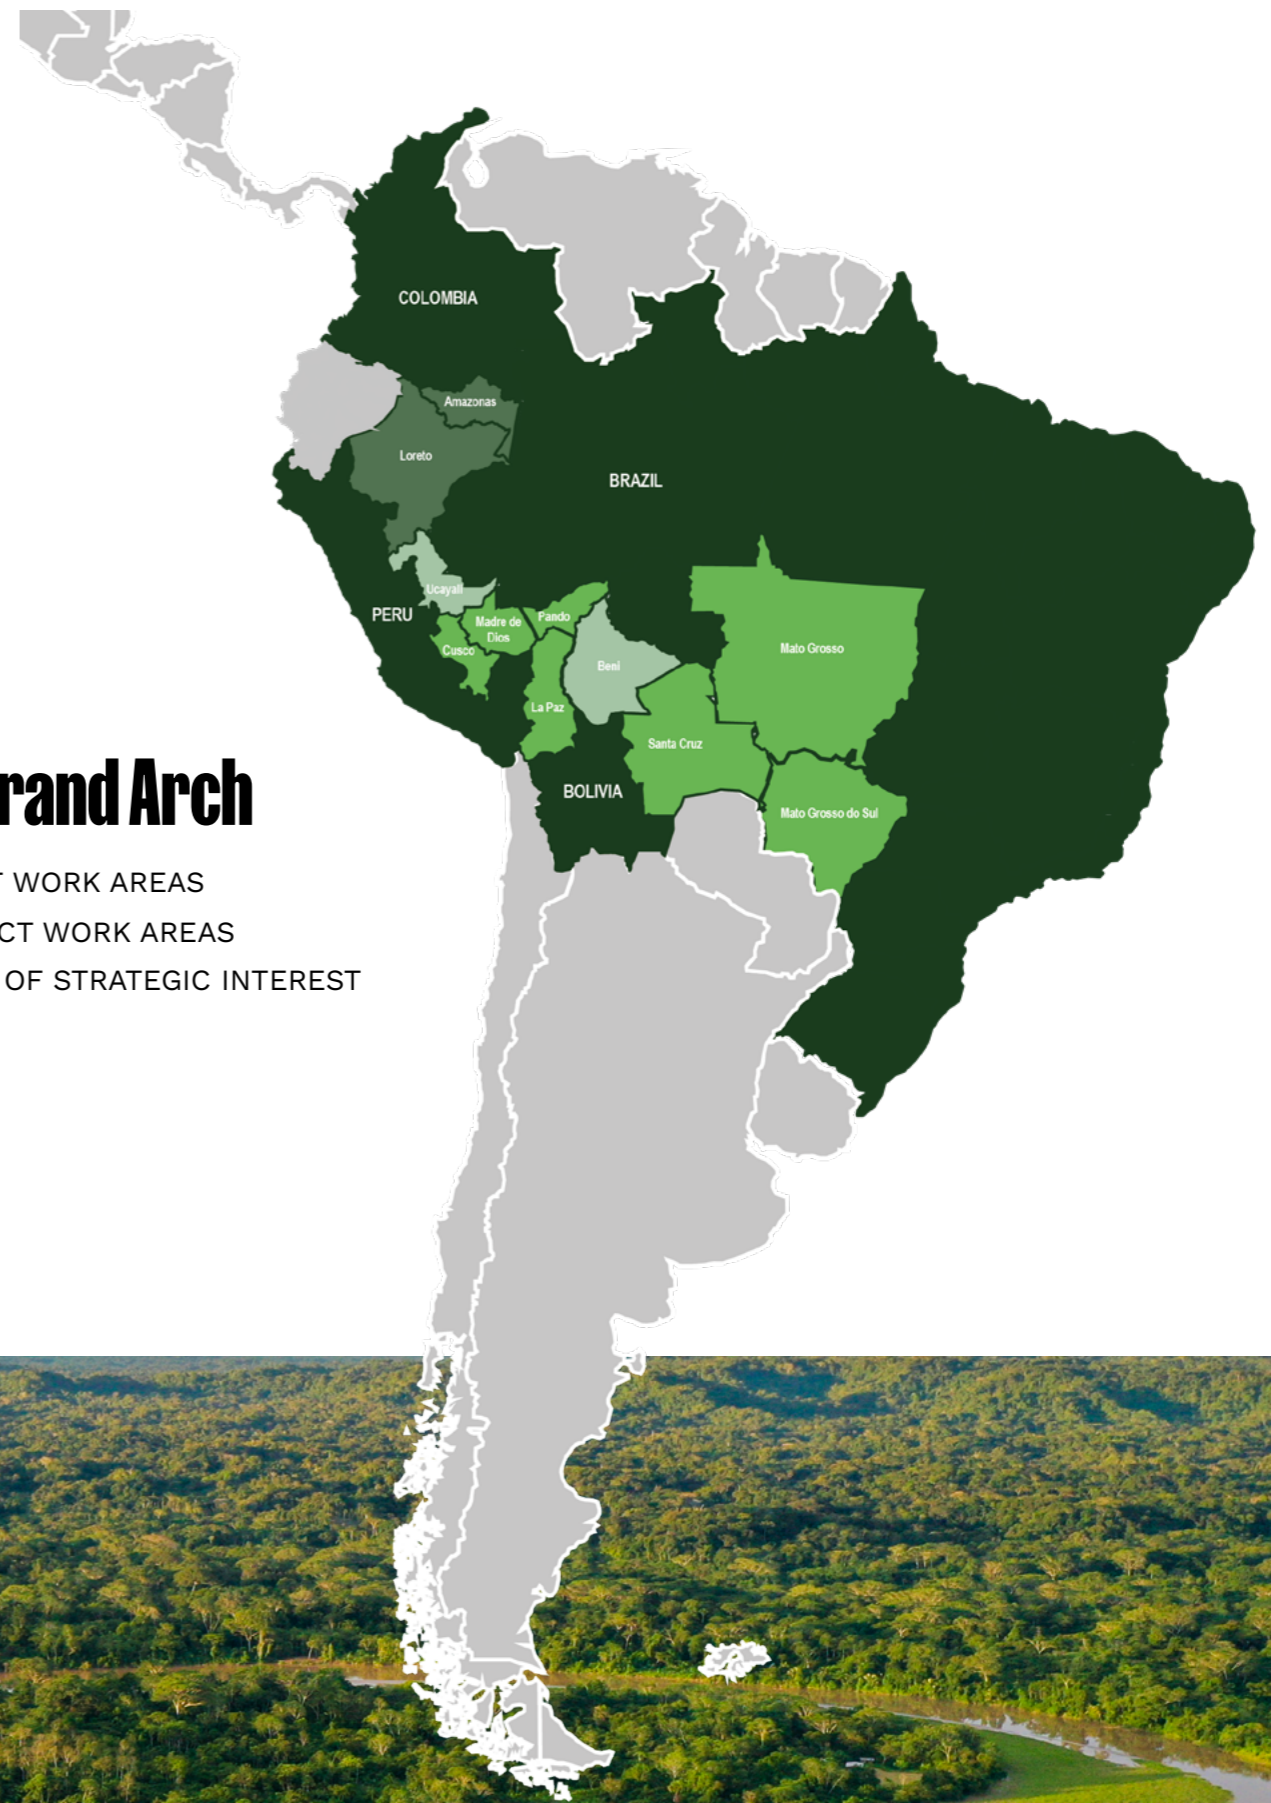 COLOMBIA
Amazonas
Loreto
BRAZIL
Ucayali
PERU
Madre de
Dios
Pando
Cusco
Beni
Mato Grosso
La Paz
Santa Cruz
BOLIVIA
Mato Grosso do Sul
rand Arch
T WORK AREAS
CT WORK AREAS
OF STRATEGIC INTEREST